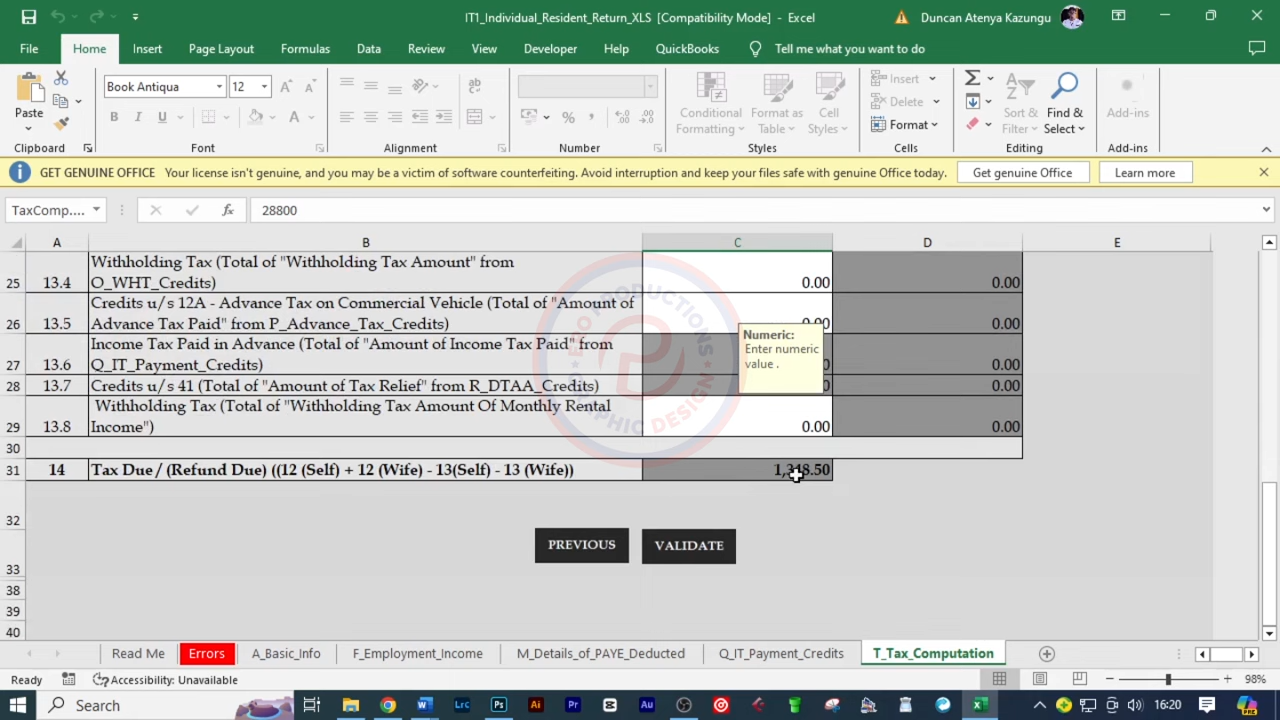 IT1_Individual_Resident_Return_XLS [Compatibility Mode] - Excel
Duncan Atenya Kazungu
File Home Insert Page Layout Formulas Data Review View Developer Help QuickBooks Tell me what you want to do
Book Antiqua 12
Paste
Conditional Formatting
Format as Table
Cell Styles
Insert
Delete
Format
Sort & Filter
Find & Select
Add-ins
Clipboard Font Alignment Number Styles Cells Editing Add-ins
GET GENUINE OFFICE Your license isn't genuine, and you may be a victim of software counterfeiting. Avoid interruption and keep your files safe with genuine Office today. Get genuine Office Learn more
TaxComp.... fx 28800
A B C D E
25 13.4 Withholding Tax (Total of "Withholding Tax Amount" from
O_WHT_Credits) 0.00 0.00
26 13.5 Credits u/s 12A - Advance Tax on Commercial Vehicle (Total of "Amount of
Advance Tax Paid" from P_Advance_Tax_Credits) 0.00 0.00
27 13.6 Income Tax Paid in Advance (Total of "Amount of Income Tax Paid" from
Q_IT_Payment_Credits) 0.00
28 13.7 Credits u/s 41 (Total of "Amount of Tax Relief" from R_DTAA_Credits) 0.00
29 13.8 Withholding Tax (Total of "Withholding Tax Amount Of Monthly Rental
Income") 0.00 0.00
Numeric:
Enter numeric
value .
30
31 14 Tax Due / (Refund Due) ((12 (Self) + 12 (Wife) - 13(Self) - 13 (Wife))
32
PREVIOUS VALIDATE
33
38
39
40
PRODUCTIONS
GRAPHIC DESIGN
Read Me Errors A_Basic_Info F_Employment_Income M_Details_of_PAYE_Deducted Q_IT_Payment_Credits T_Tax_Computation
Ready Accessibility: Unavailable 98%
Search Lrc Ps Ai Pr Au 16:20